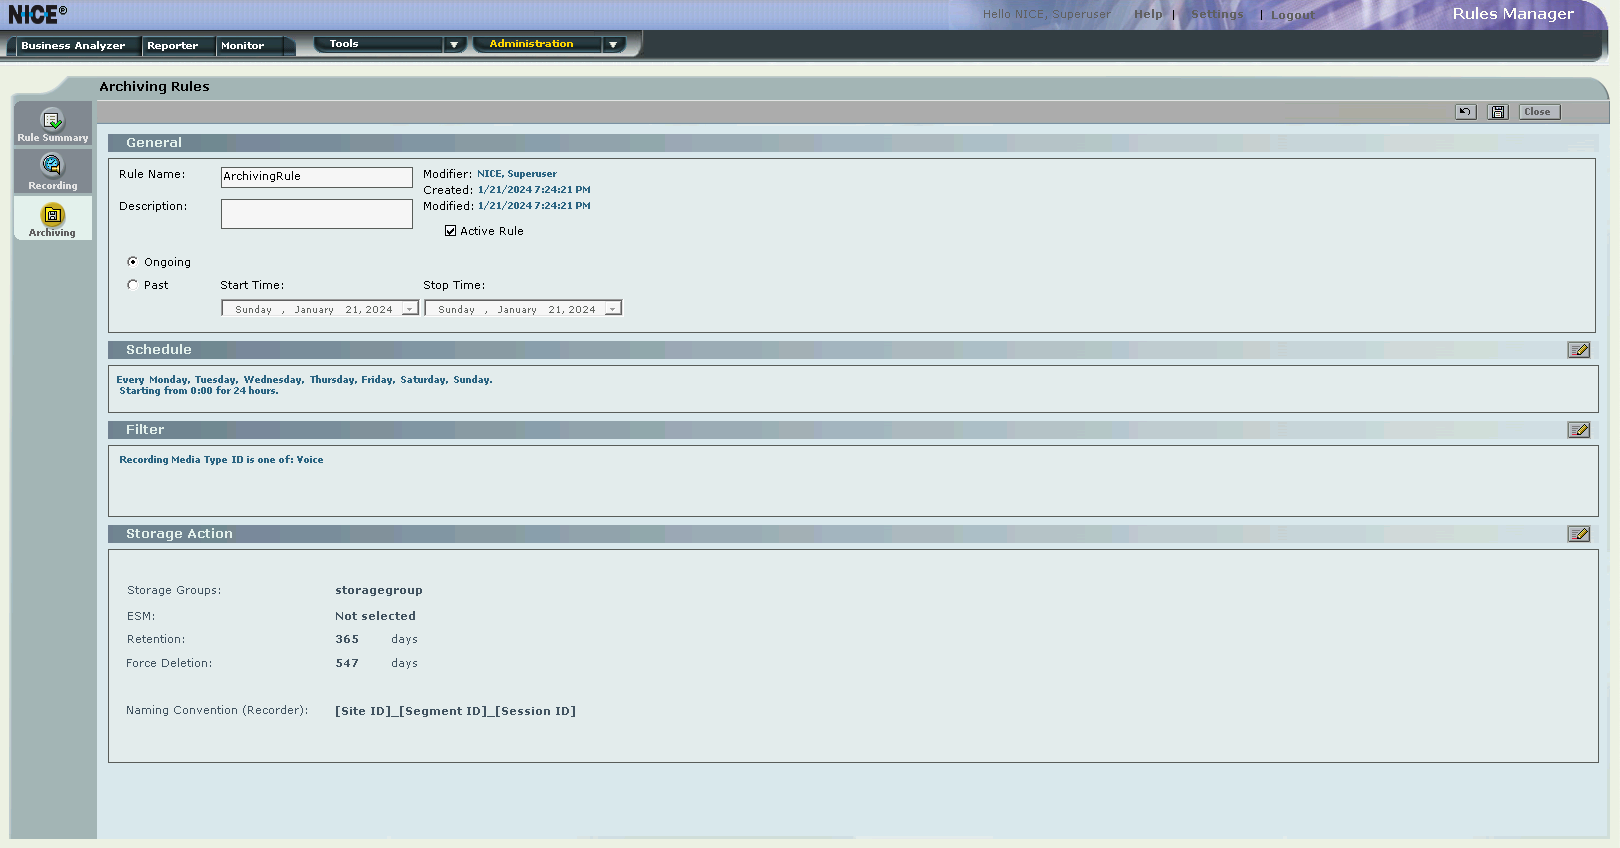 NICE®
Hello NICE, Superuser Help | Settings | Logout
Rules Manager
Business Analyzer Reporter Monitor Tools Administration
Archiving Rules
Rule Summary
Recording
Archiving
Close
General
Rule Name: ArchivingRule Modifier: NICE, Superuser
Created: 1/21/2024 7:24:21 PM
Description: Modified: 1/21/2024 7:24:21 PM
Active Rule
Ongoing
Past Start Time: Stop Time:
Sunday , January 21, 2024 Sunday , January 21, 2024
Schedule
Every Monday, Tuesday, Wednesday, Thursday, Friday, Saturday, Sunday.
Starting from 0:00 for 24 hours.
Filter
Recording Media Type ID is one of: Voice
Storage Action
Storage Groups: storagegroup
ESM: Not selected
Retention: 365 days
Force Deletion: 547 days
Naming Convention (Recorder): [Site ID]_[Segment ID]_[Session ID]